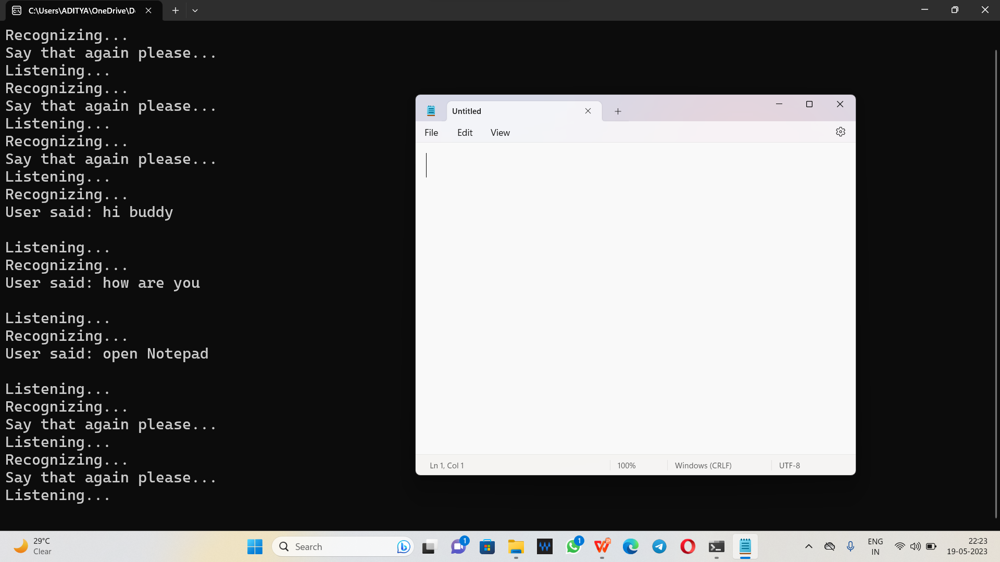 C:\Users\ADITYA\OneDrive\D
Recognizing...
Say that again please...
Listening...
Recognizing...
Say that again please...
Listening...
Recognizing...
Say that again please...
Listening...
Recognizing...
User said: hi buddy
Listening...
Recognizing...
User said: how are you
Listening...
Recognizing...
User said: open Notepad
Listening...
Recognizing...
Say that again please...
Listening...
Recognizing...
Say that again please...
Listening...
Untitled
File Edit View
Ln 1, Col 1 100% Windows (CRLF) UTF-8
29°C
Clear
Search
1
1
ENG
IN
22:23
19-05-2023